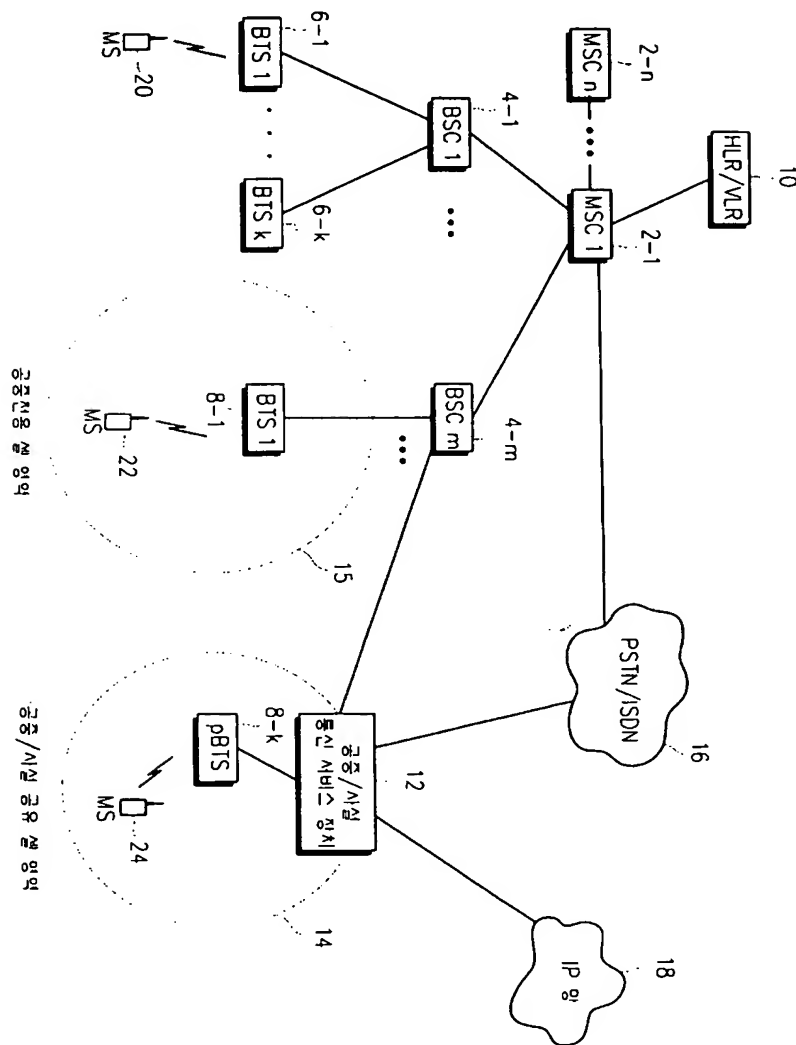 10
HLR/VLR
2-n
MSC n
MSC 1
2-1
PSTN/ISDN
16
IP 망
18
4-1
BSC 1
BSC m
4-m
12
공중/사설
통신 서비스 장치
6-1
BTS 1
6-k
BTS k
8-1
BTS 1
15
8-k
pBTS
14
MS
20
MS
22
MS
24
공중전용 셀 영역
공중/사설 공유 셀 영역